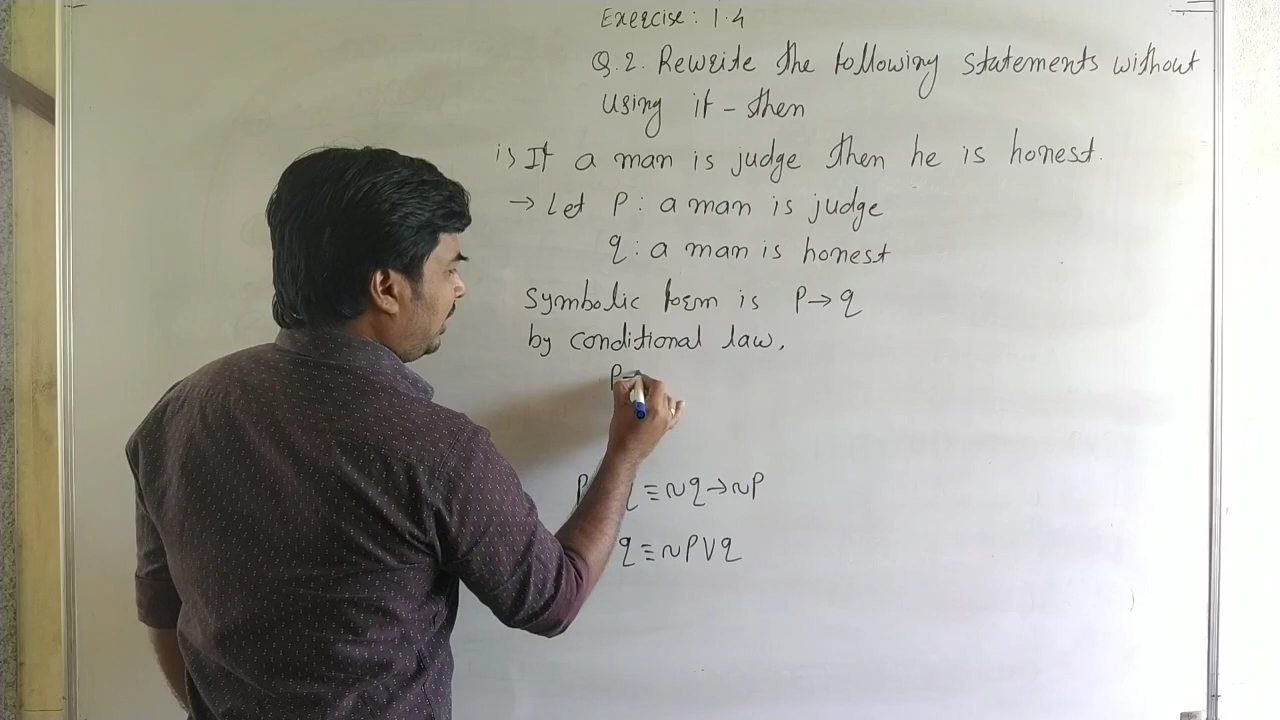 Exercise: 1.4
Q.2. Rewrite the following statements without
using if - then
i) If a man is judge then he is honest.
→ Let P: a man is judge
q: a man is honest
Symbolic form is P→q
by conditional law,
P→
P q ≡ ~q→~P
q ≡ ~P∨q